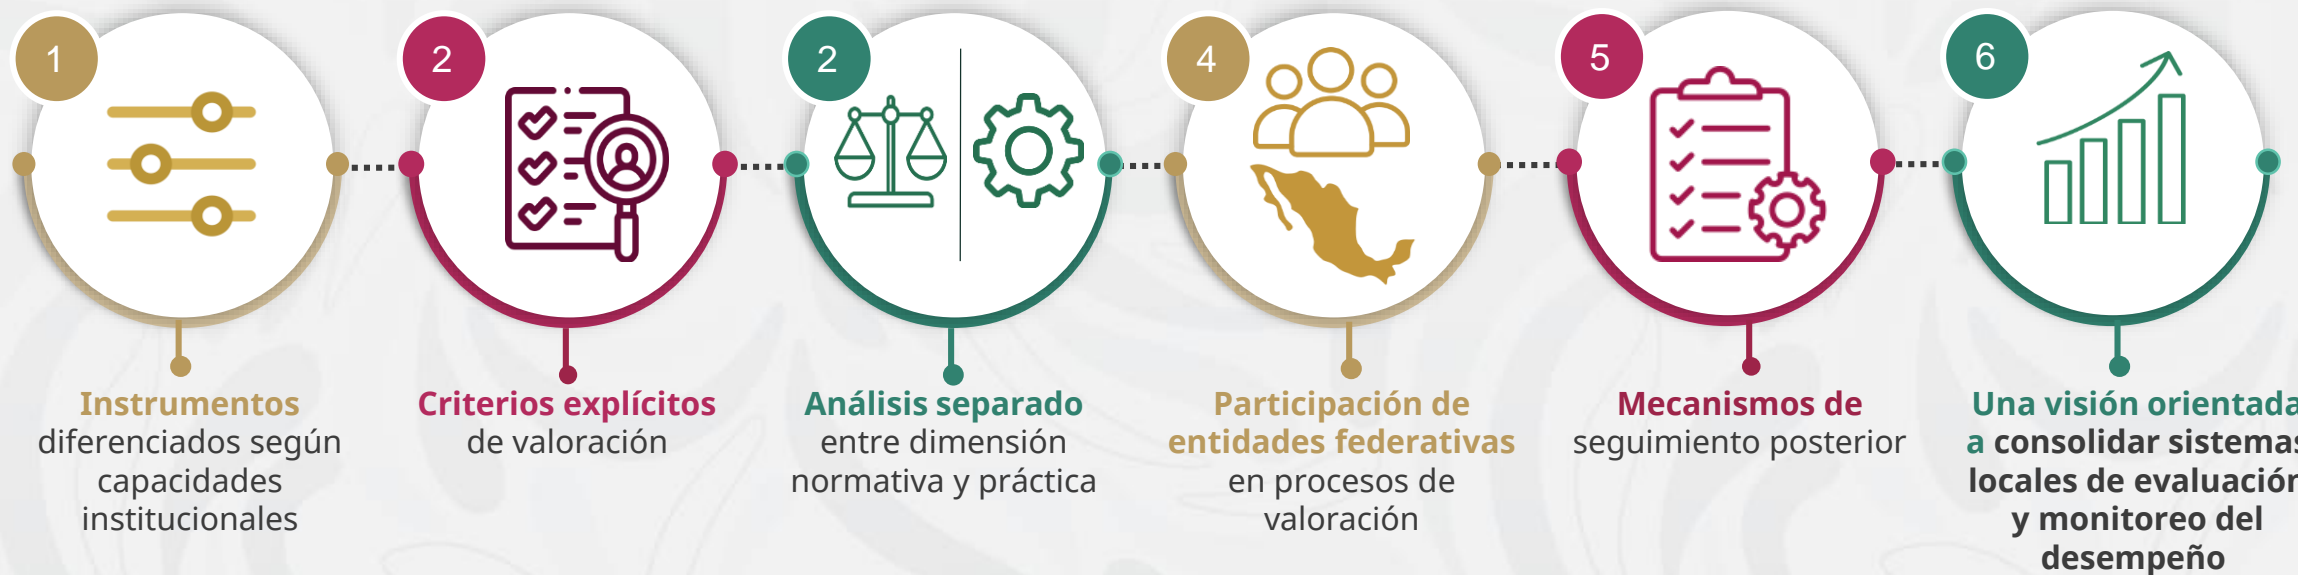 1
Instrumentos
diferenciados según
capacidades
institucionales
2
Criterios explícitos
de valoración
2
Análisis separado
entre dimensión
normativa y práctica
4
Participación de
entidades federativas
en procesos de
valoración
5
Mecanismos de
seguimiento posterior
6
Una visión orientada
a consolidar sistemas
locales de evaluación
y monitoreo del
desempeño